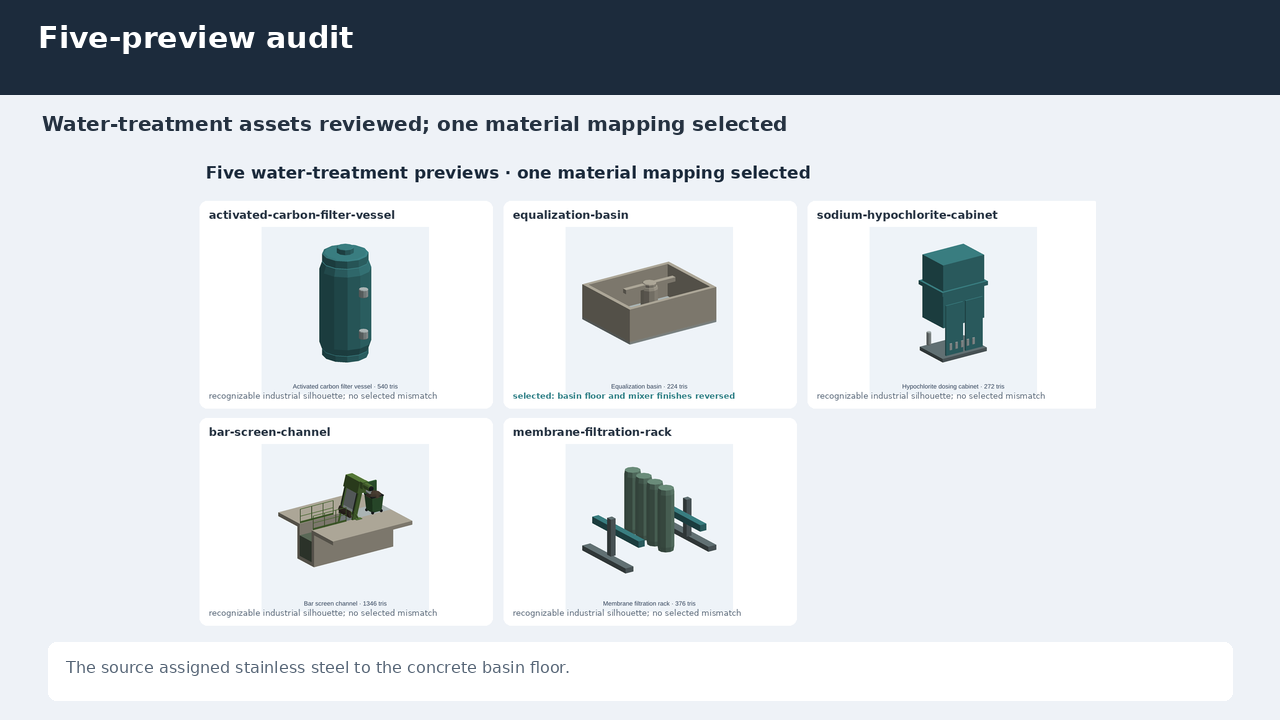 Five-preview audit
Water-treatment assets reviewed; one material mapping selected
Five water-treatment previews · one material mapping selected
activated-carbon-filter-vessel
Activated carbon filter vessel · 540 tris
recognizable industrial silhouette; no selected mismatch
equalization-basin
Equalization basin · 224 tris
selected: basin floor and mixer finishes reversed
sodium-hypochlorite-cabinet
Hypochlorite dosing cabinet · 272 tris
recognizable industrial silhouette; no selected mismatch
bar-screen-channel
Bar screen channel · 1346 tris
recognizable industrial silhouette; no selected mismatch
membrane-filtration-rack
Membrane filtration rack · 376 tris
recognizable industrial silhouette; no selected mismatch
The source assigned stainless steel to the concrete basin floor.